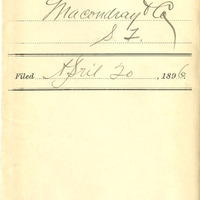 Macondray & Co
S. F.
Filed April 20, 1896.